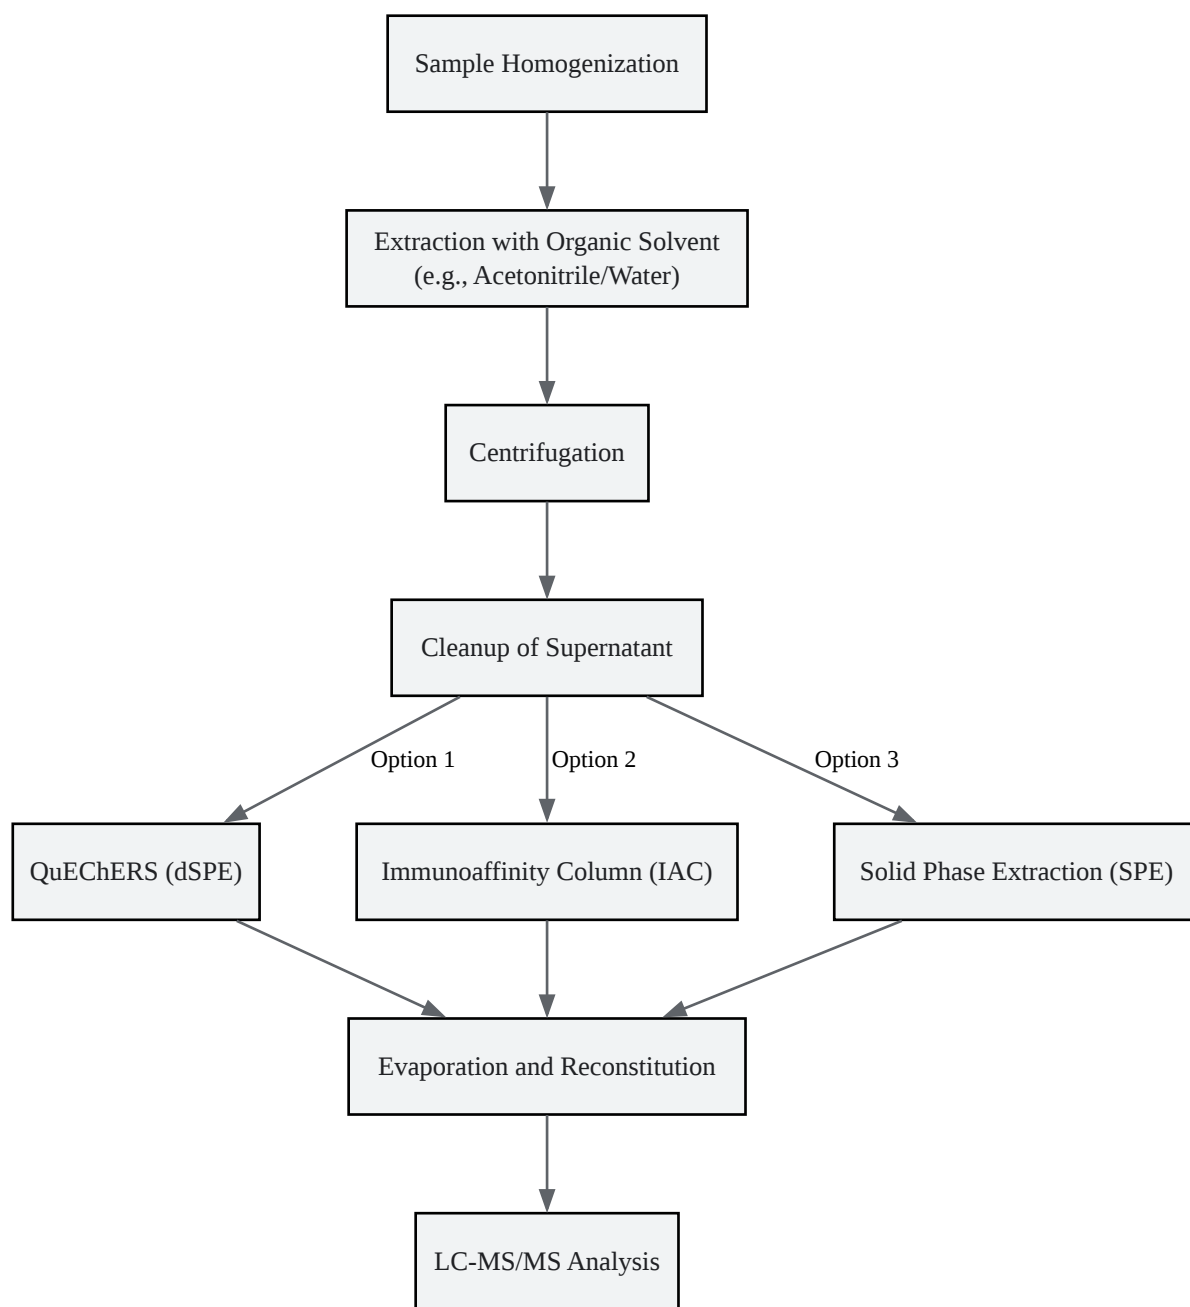 Sample Homogenization
Extraction with Organic Solvent
(e.g., Acetonitrile/Water)
Centrifugation
Cleanup of Supernatant
Option 1
Option 2
Option 3
QuEChERS (dSPE)
Immunoaffinity Column (IAC)
Solid Phase Extraction (SPE)
Evaporation and Reconstitution
LC-MS/MS Analysis